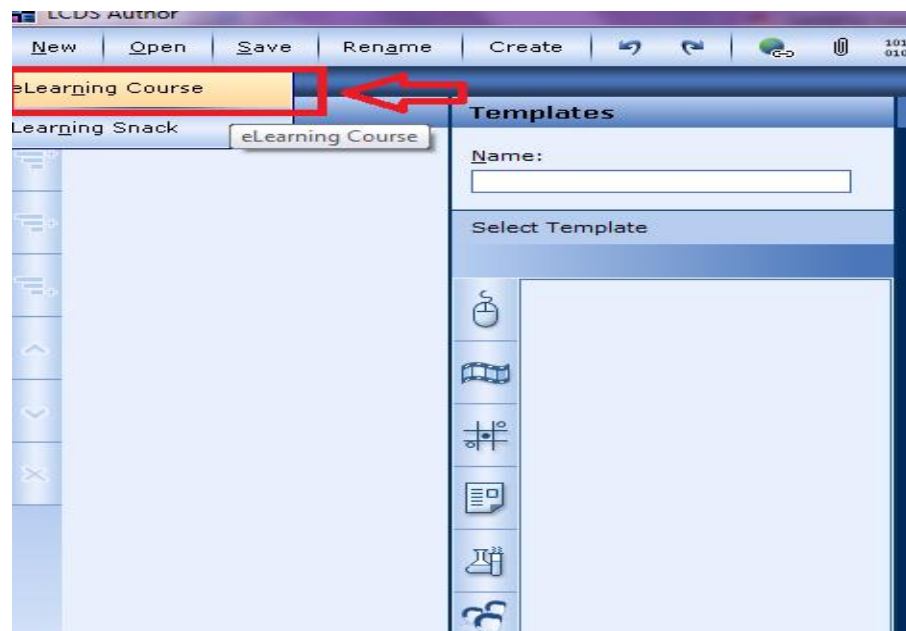 LCDS Author
New Open Save Rename Create
eLearning Course
Learning Snack
eLearning Course
Templates
Name:
Select Template